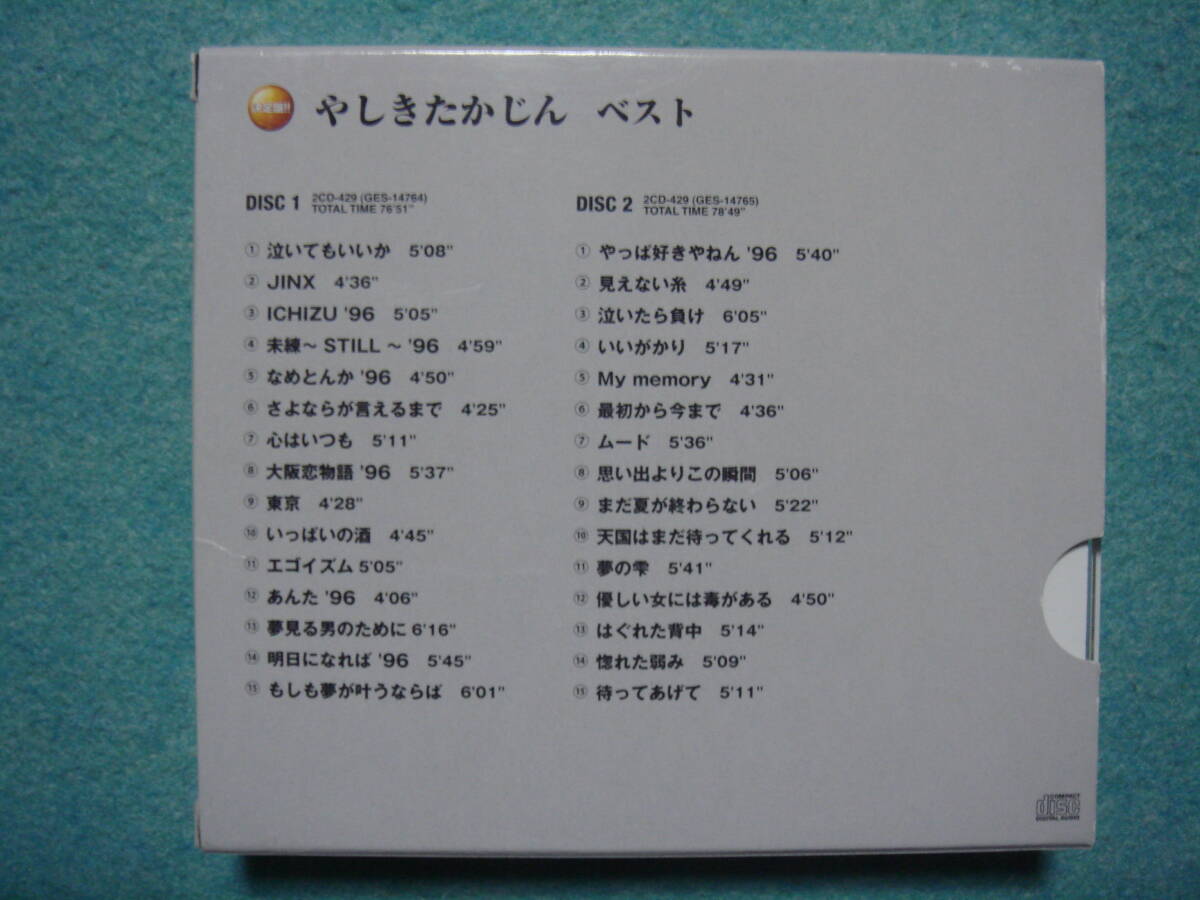 決定盤!!
やしきたかじん ベスト
DISC 1 2CD-429 (GES-14764)
TOTAL TIME 76'51"
① 泣いてもいいか 5'08"
② JINX 4'36"
③ ICHIZU '96 5'05"
④ 未練～ STILL ～ '96 4'59"
⑤ なめとんか '96 4'50"
⑥ さよならが言えるまで 4'25"
⑦ 心はいつも 5'11"
⑧ 大阪恋物語 '96 5'37"
⑨ 東京 4'28"
⑩ いっぱいの酒 4'45"
⑪ エゴイズム 5'05"
⑫ あんた '96 4'06"
⑬ 夢見る男のために 6'16"
⑭ 明日になれば '96 5'45"
⑮ もしも夢が叶うならば 6'01"
DISC 2 2CD-429 (GES-14765)
TOTAL TIME 78'49"
① やっぱ好きやねん '96 5'40"
② 見えない糸 4'49"
③ 泣いたら負け 6'05"
④ いいがかり 5'17"
⑤ My memory 4'31"
⑥ 最初から今まで 4'36"
⑦ ムード 5'36"
⑧ 思い出よりこの瞬間 5'06"
⑨ まだ夏が終わらない 5'22"
⑩ 天国はまだ待ってくれる 5'12"
⑪ 夢の雫 5'41"
⑫ 優しい女には毒がある 4'50"
⑬ はぐれた背中 5'14"
⑭ 惚れた弱み 5'09"
⑮ 待ってあげて 5'11"
COMPACT
disc
DIGITAL AUDIO